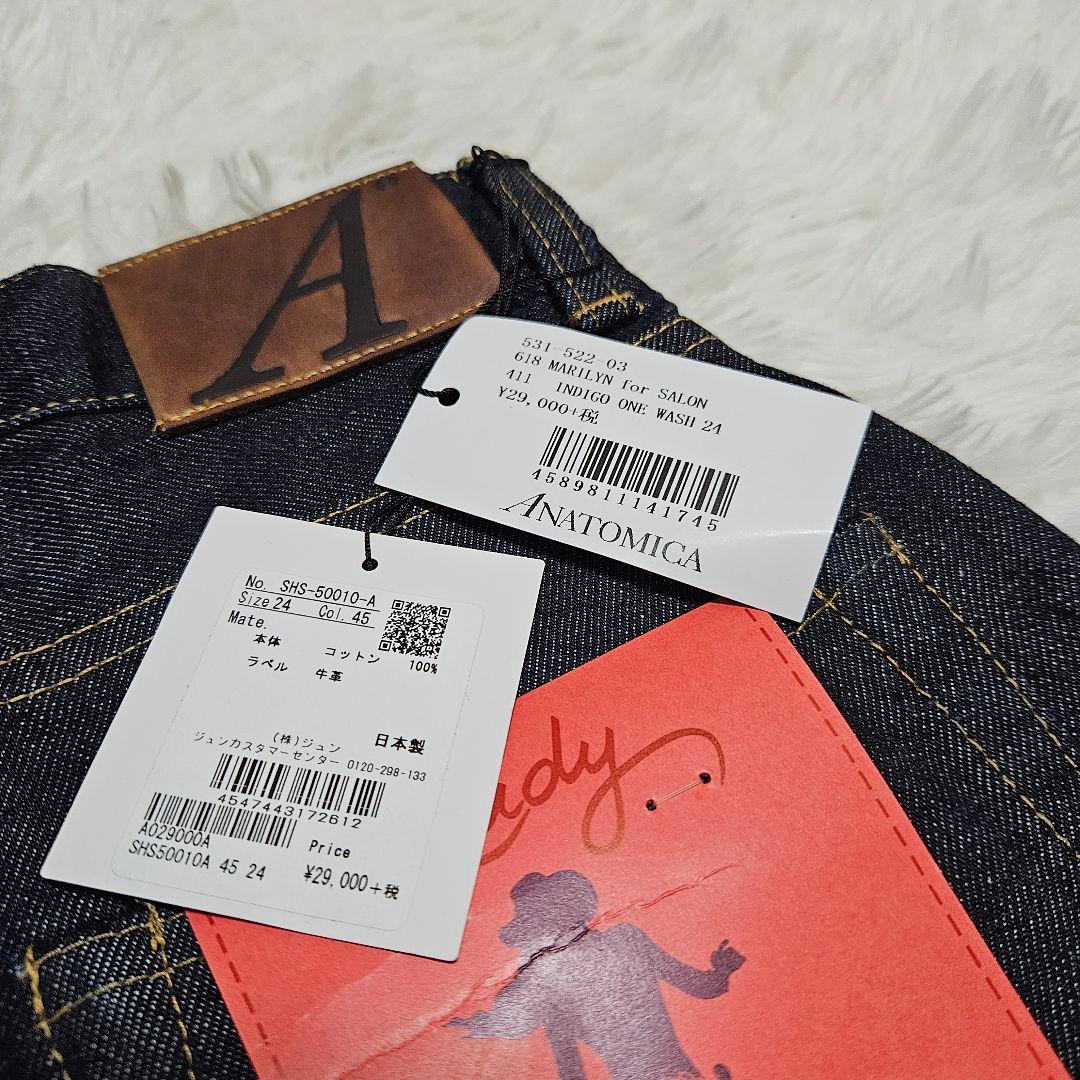 A
531-522-03
618 MARILYN for SALON
411 INDIGO ONE WASH 24
¥29,000+税
4589811141745
ANATOMICA
No. SHS-50010-A
Size 24 Col. 45
Mate.
本体 コットン 100%
ラベル 牛革
(株)ジュン 日本製
ジュンカスタマーセンター 0120-298-133
4547443172612
A029000A
SHS50010A 45 24
Price
¥29,000+税